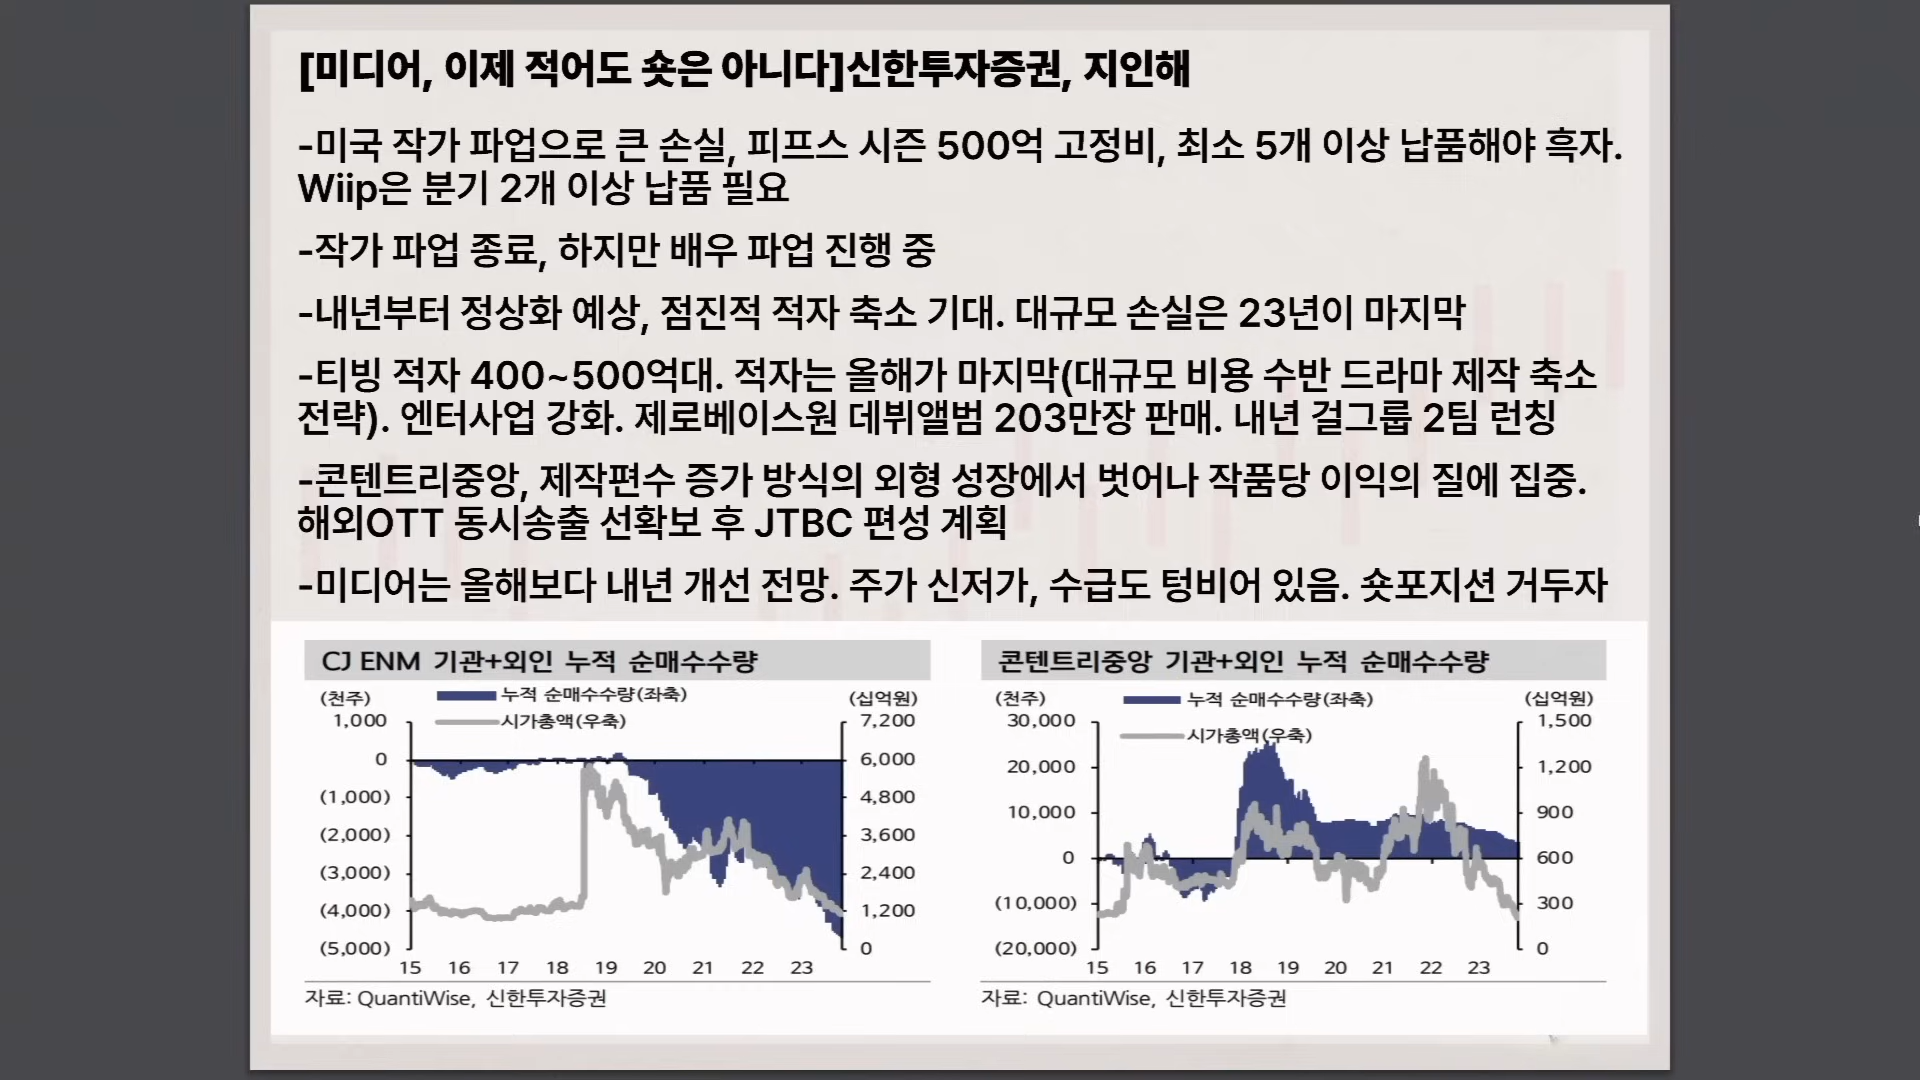 [미디어, 이제 적어도 숏은 아니다]신한투자증권, 지인해
-미국 작가 파업으로 큰 손실, 피프스 시즌 500억 고정비, 최소 5개 이상 납품해야 흑자.
Wiip은 분기 2개 이상 납품 필요
-작가 파업 종료, 하지만 배우 파업 진행 중
-내년부터 정상화 예상, 점진적 적자 축소 기대. 대규모 손실은 23년이 마지막
-티빙 적자 400~500억대. 적자는 올해가 마지막(대규모 비용 수반 드라마 제작 축소
전략). 엔터사업 강화. 제로베이스원 데뷔앨범 203만장 판매. 내년 걸그룹 2팀 런칭
-콘텐트리중앙, 제작편수 증가 방식의 외형 성장에서 벗어나 작품당 이익의 질에 집중.
해외OTT 동시송출 선확보 후 JTBC 편성 계획
-미디어는 올해보다 내년 개선 전망. 주가 신저가, 수급도 텅비어 있음. 숏포지션 거두자
CJ ENM 기관+외인 누적 순매수수량
(천주)
누적 순매수수량(좌축)
(십억원)
시가총액(우축)
1,000
0
(1,000)
(2,000)
(3,000)
(4,000)
(5,000)
7,200
6,000
4,800
3,600
2,400
1,200
0
15 16 17 18 19 20 21 22 23
자료: QuantiWise, 신한투자증권
콘텐트리중앙 기관+외인 누적 순매수수량
(천주)
누적 순매수수량(좌축)
(십억원)
시가총액(우축)
30,000
20,000
10,000
0
(10,000)
(20,000)
1,500
1,200
900
600
300
0
15 16 17 18 19 20 21 22 23
자료: QuantiWise, 신한투자증권